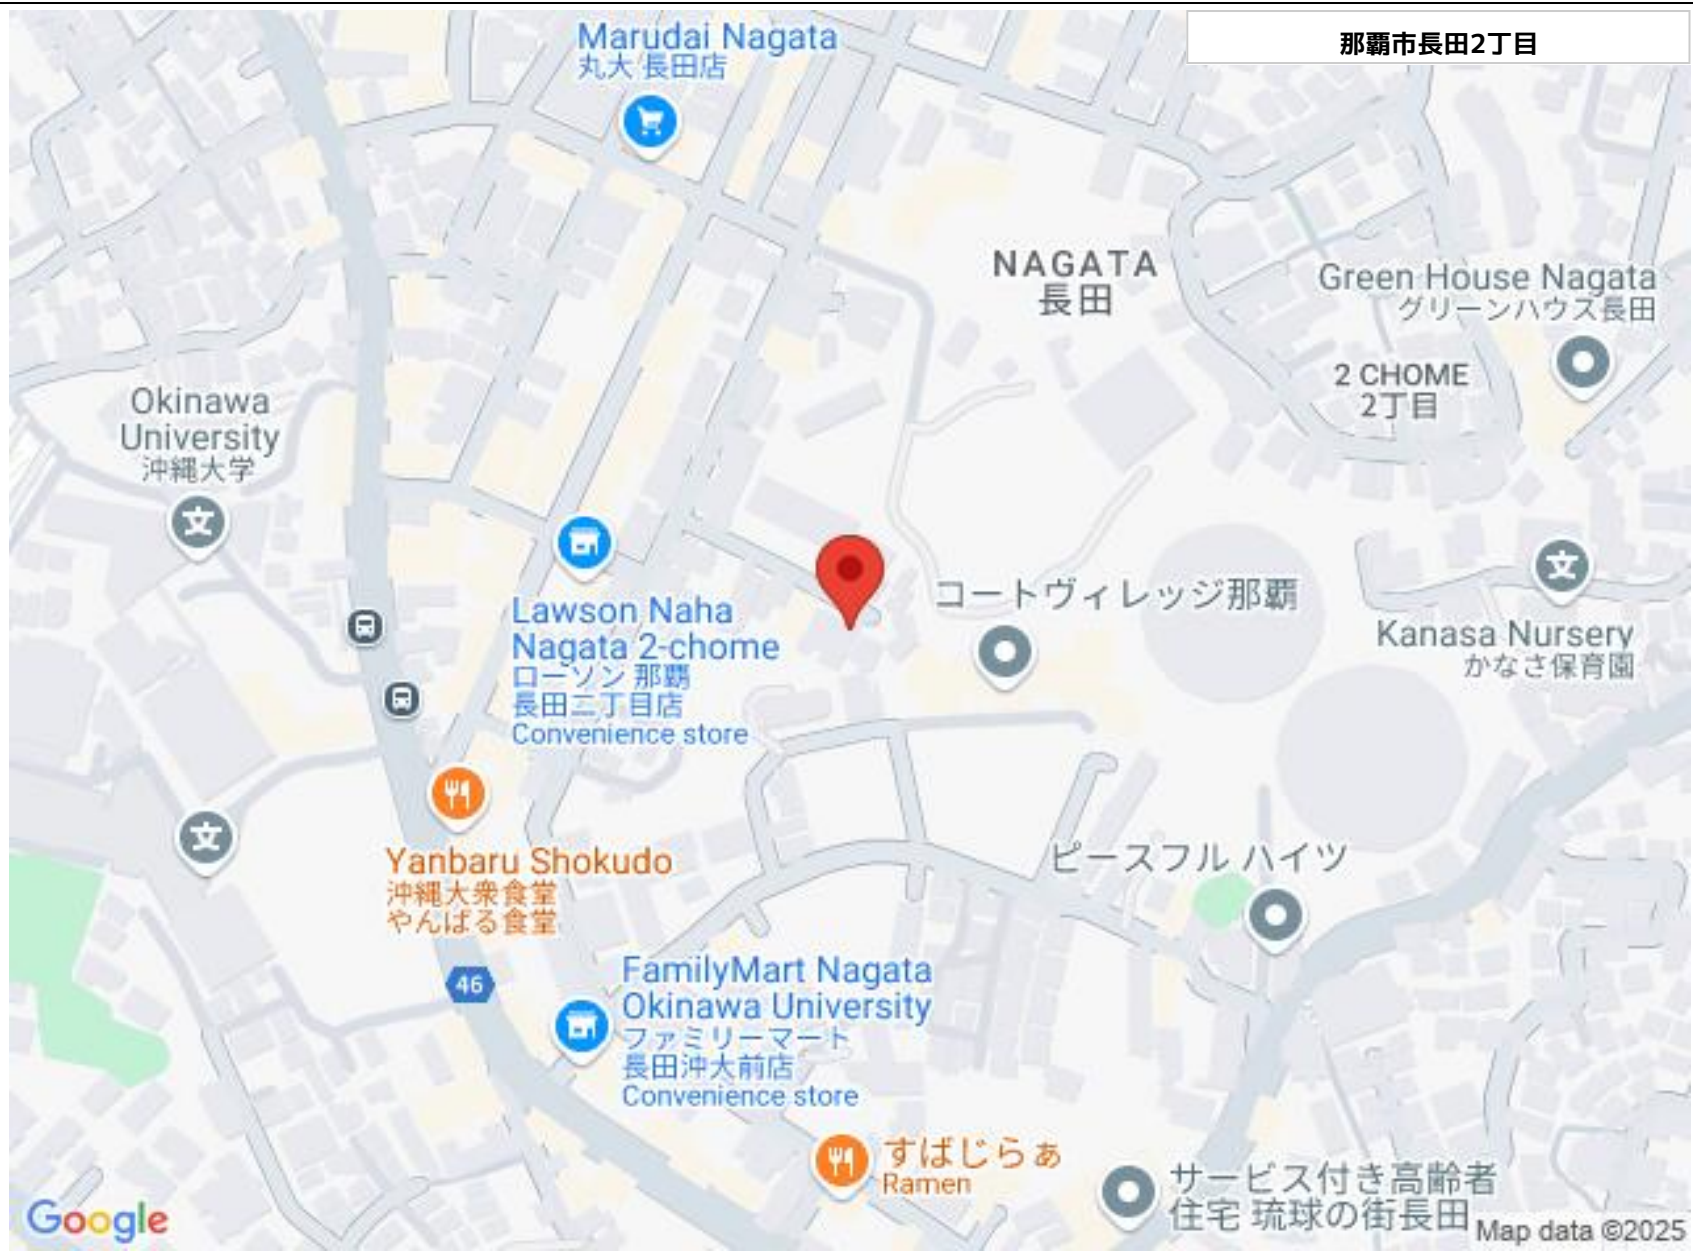 那覇市長田2丁目
Marudai Nagata
丸大 長田店
NAGATA
長田
Green House Nagata
グリーンハウス長田
2 CHOME
2丁目
Okinawa
University
沖縄大学
文
Lawson Naha
Nagata 2-chome
ローソン 那覇
長田二丁目店
Convenience store
コートヴィレッジ那覇
文
Kanasa Nursery
かなさ保育園
文
Yanbaru Shokudo
沖縄大衆食堂
やんばる食堂
ピースフル ハイツ
46
FamilyMart Nagata
Okinawa University
ファミリーマート
長田沖大前店
Convenience store
すばじらぁ
Ramen
サービス付き高齢者
住宅 琉球の街長田
Google
Map data ©2025